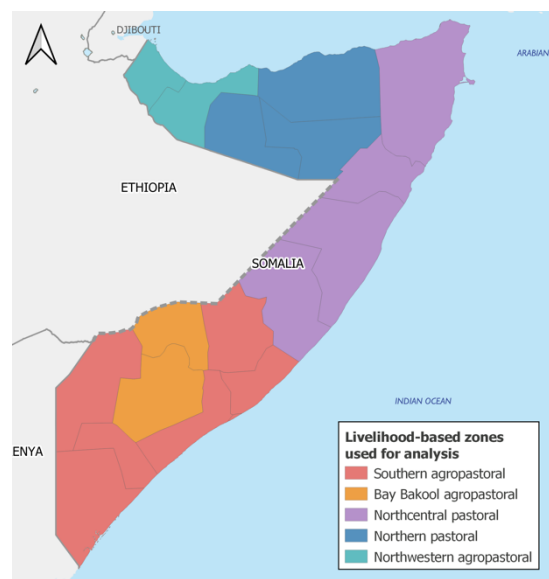 DJIBOUTI
ARABIAN
ETHIOPIA
SOMALIA
INDIAN OCEAN
ENYA
Livelihood-based zones
used for analysis
Southern agropastoral
Bay Bakool agropastoral
Northcentral pastoral
Northern pastoral
Northwestern agropastoral